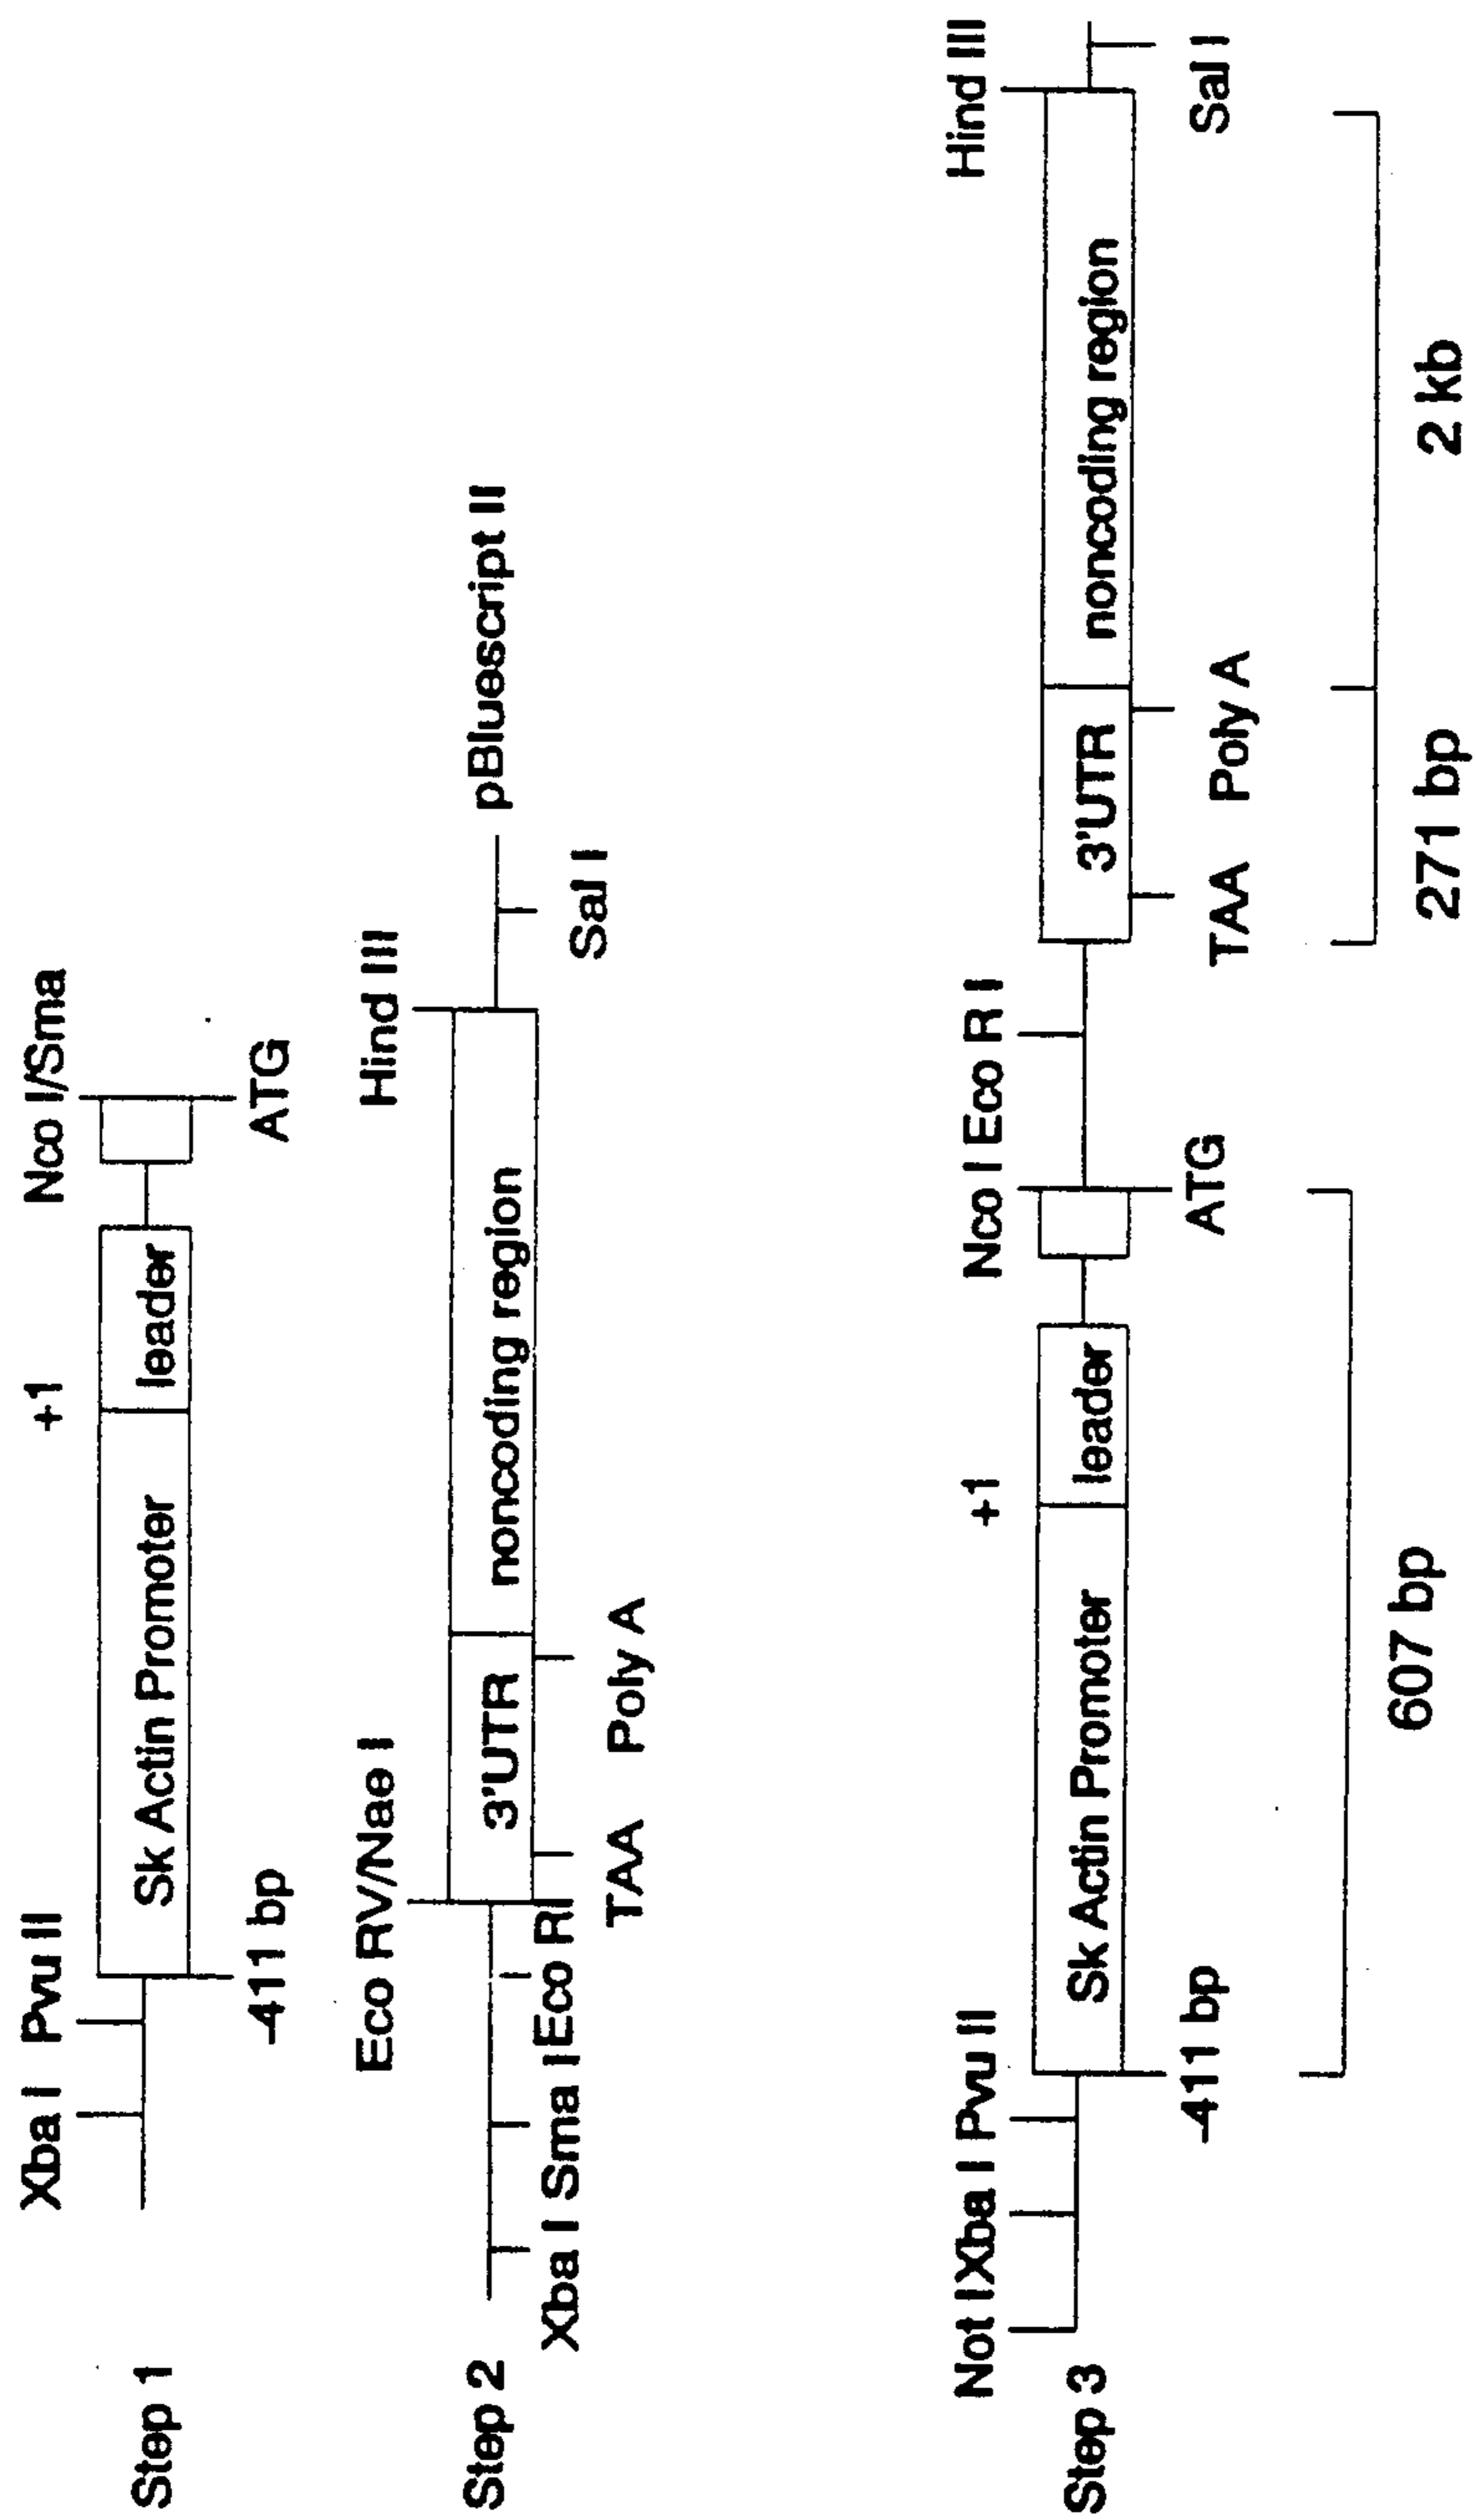 Step 1
Xba I Pvu II +1 Nco I/Sma
Sk Actin Promoter leader
-411 bp ATG
Step 2
Eco RV/Nae I Hind III
3'UTR noncoding region pBluescript II
Xba I Sma I Eco RI Sal I
TAA Poly A
Step 3
Not I Xba I Pvu II +1 Nco I Eco R I Hind III
Sk Actin Promoter leader 3'UTR noncoding region
-411 bp ATG TAA Poly A Sal I
607 bp 271 bp 2 kb